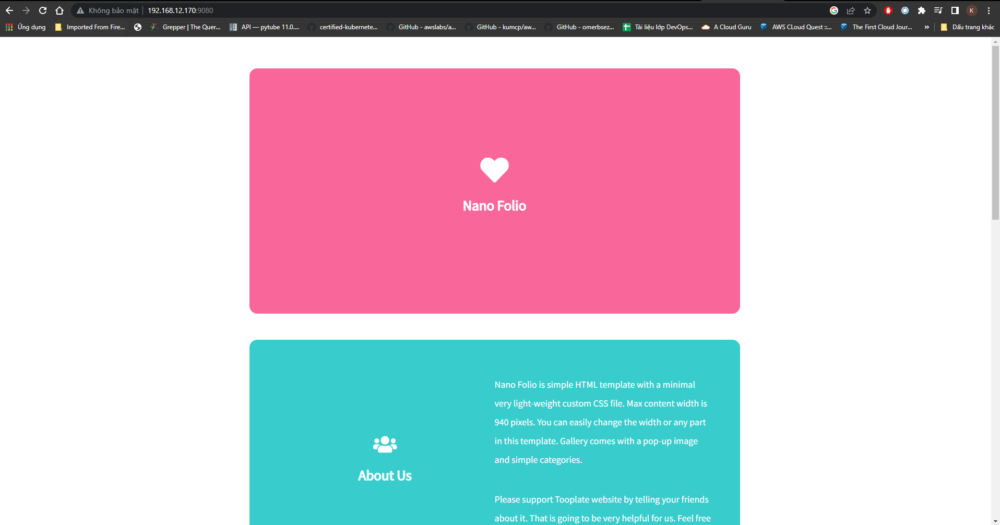 Không bảo mật 192.168.12.170:9080 K
Ứng dụng Imported From Fire... Grepper | The Quer... API — pytube 11.0.... certified-kubernete... GitHub - awslabs/a... GitHub - kumcp/aw... GitHub - omerbsez... Tài liệu lớp DevOps... A Cloud Guru AWS CLoud Quest ::... The First Cloud Jour... » Dấu trang khác
Nano Folio
About Us
Nano Folio is simple HTML template with a minimal
very light-weight custom CSS file. Max content width is
940 pixels. You can easily change the width or any part
in this template. Gallery comes with a pop-up image
and simple categories.
Please support Tooplate website by telling your friends
about it. That is going to be very helpful for us. Feel free